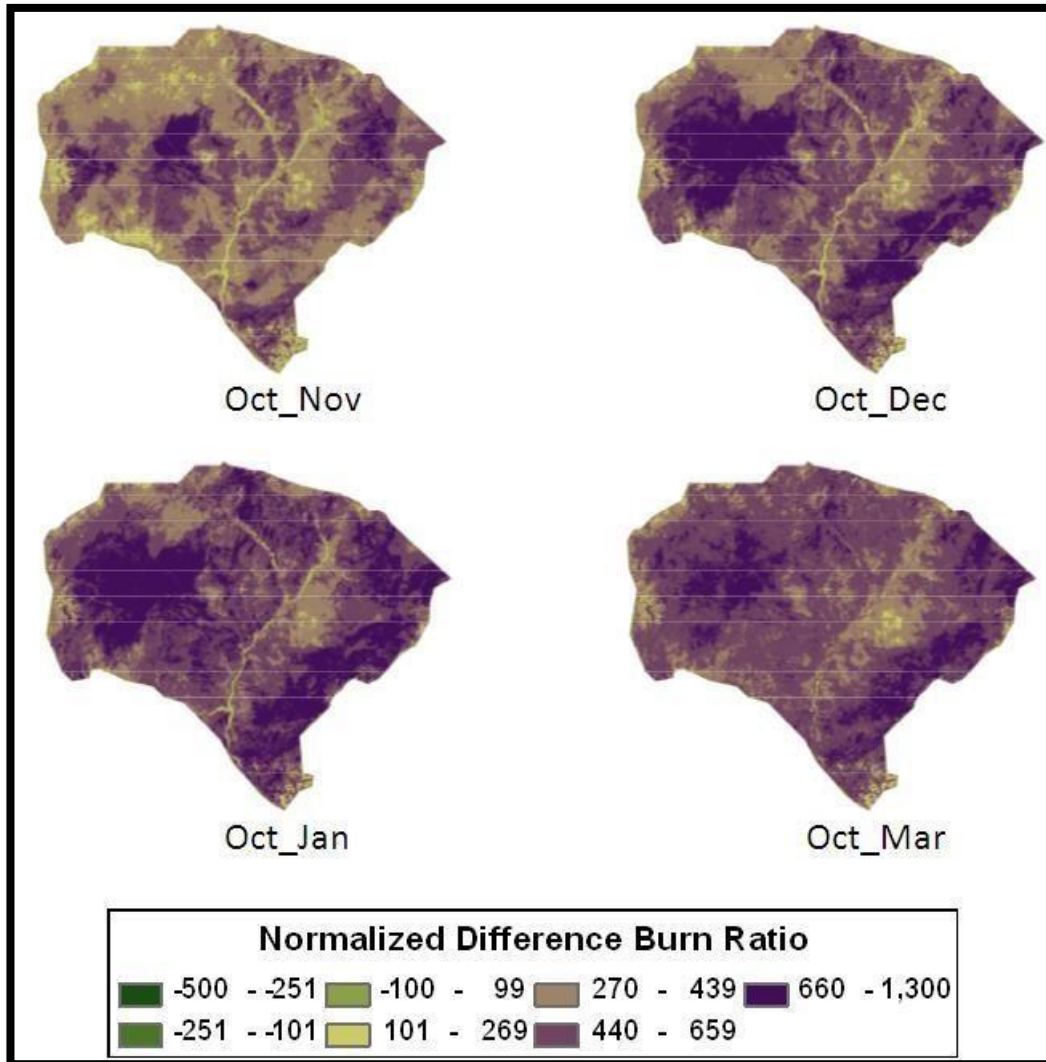 Oct_Nov Oct_Dec
Oct_Jan Oct_Mar
Normalized Difference Burn Ratio
-500 - -251 -100 - 99 270 - 439 660 - 1,300
-251 - -101 101 - 269 440 - 659